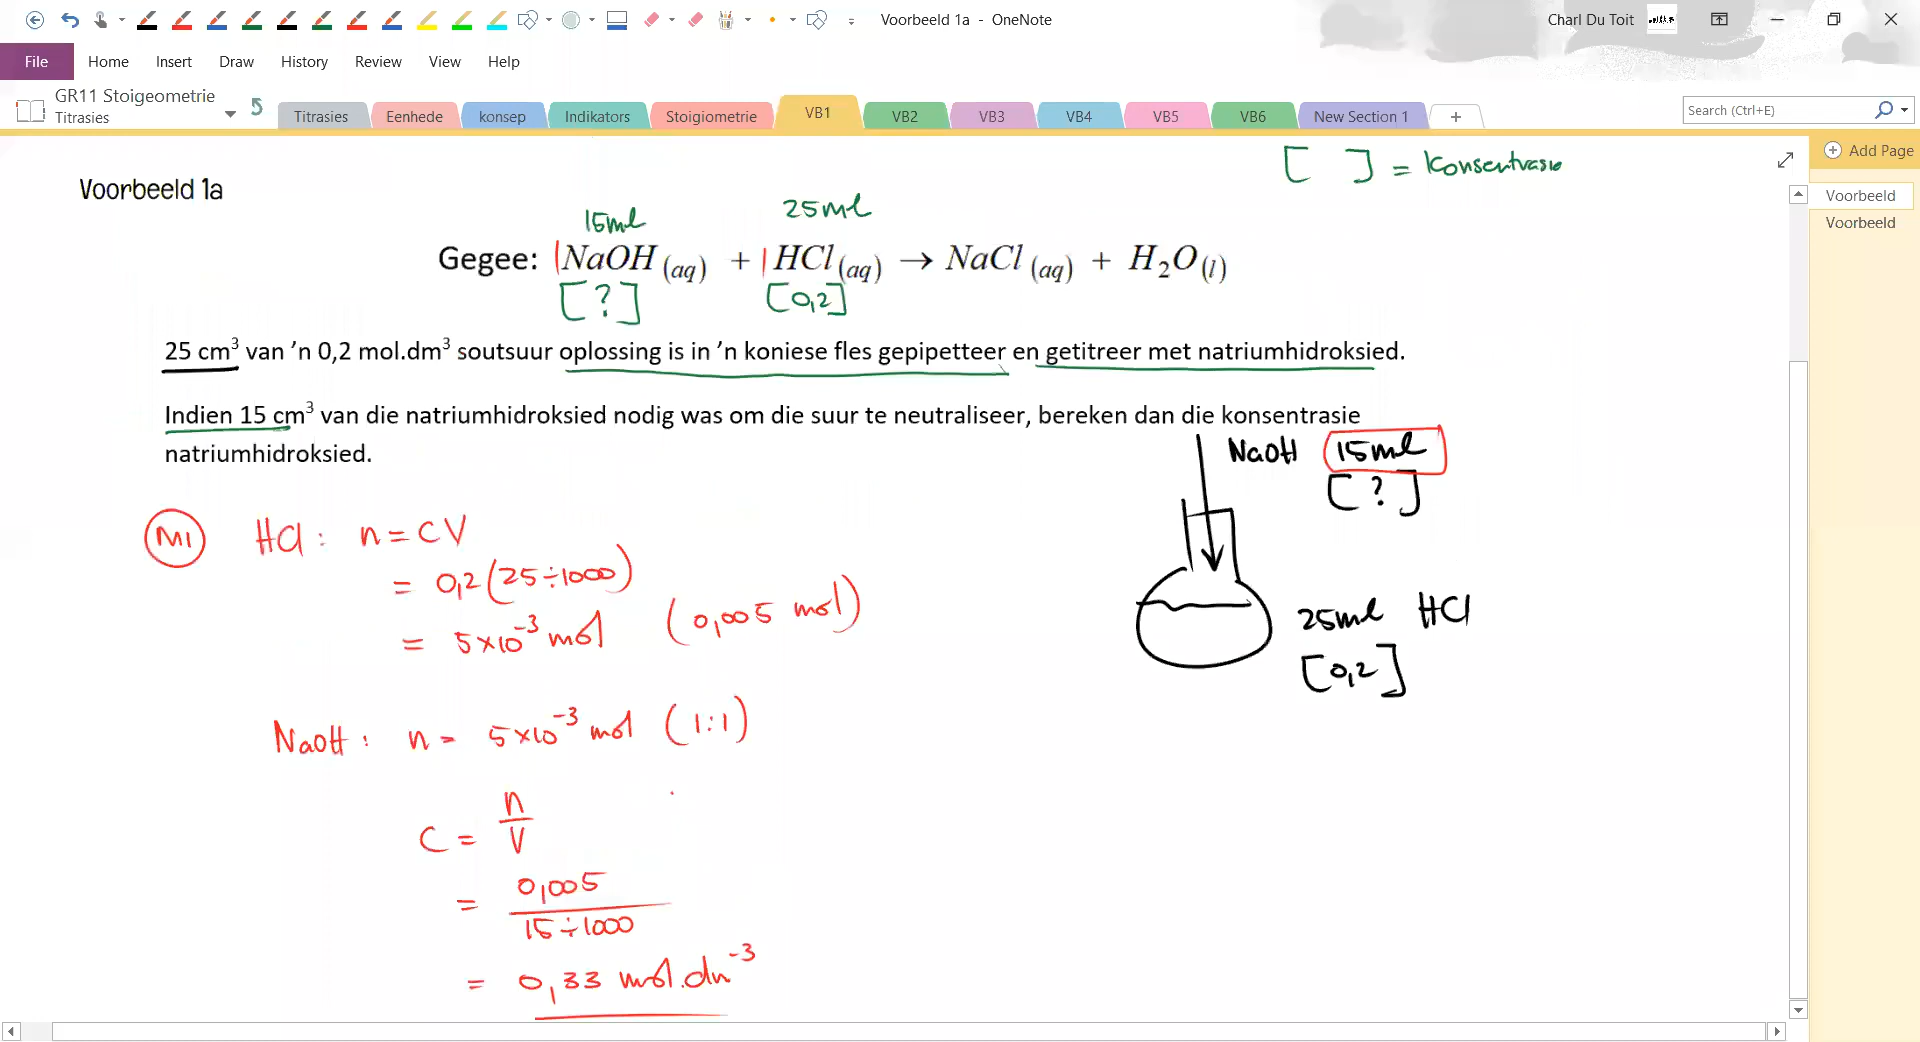 Voorbeeld 1a - OneNote
Charl Du Toit
File Home Insert Draw History Review View Help
GR11 Stoigeometrie
Titrasies
Titrasies Eenhede konsep Indikators Stoigiometrie VB1 VB2 VB3 VB4 VB5 VB6 New Section 1 +
Search (Ctrl+E)
Add Page
Voorbeeld
Voorbeeld
[ ] = Konsentrasie
Voorbeeld 1a
15ml 25ml
Gegee: | NaOH (aq) + | HCl (aq) → NaCl (aq) + H₂O (l)
[ ? ] [0,2]
25 cm³ van ’n 0,2 mol.dm³ soutsuur oplossing is in ’n koniese fles gepipetteer en getitreer met natriumhidroksied.
Indien 15 cm³ van die natriumhidroksied nodig was om die suur te neutraliseer, bereken dan die konsentrasie
natriumhidroksied.
NaOH 15ml
[ ? ]
25ml HCl
[0,2]
M1 HCl : n = CV
= 0,2 (25÷1000)
= 5×10⁻³ mol (0,005 mol)
NaOH : n = 5×10⁻³ mol (1:1)
C = n/V
= 0,005 / 15÷1000
= 0,33 mol.dm⁻³